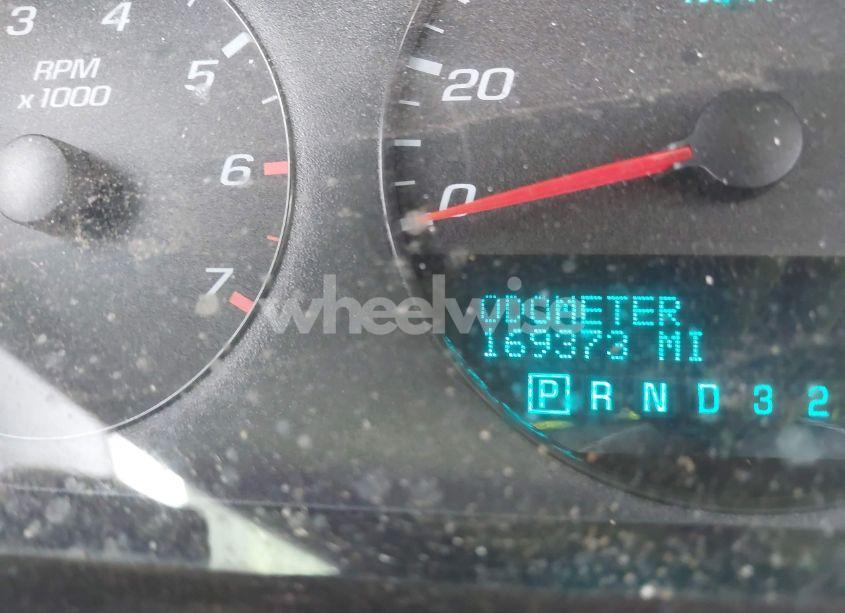 3 4 5
RPM
x1000
6
7
20
0
wheelwise
ODOMETER
169373 MI
P R N D 3 2